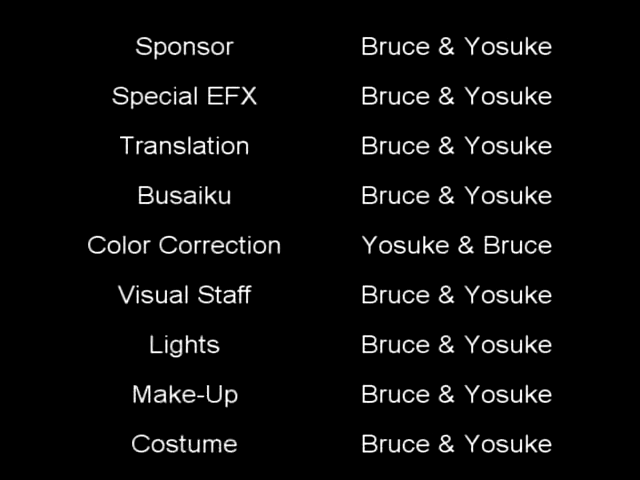 Sponsor Bruce & Yosuke
Special EFX Bruce & Yosuke
Translation Bruce & Yosuke
Busaiku Bruce & Yosuke
Color Correction Yosuke & Bruce
Visual Staff Bruce & Yosuke
Lights Bruce & Yosuke
Make-Up Bruce & Yosuke
Costume Bruce & Yosuke